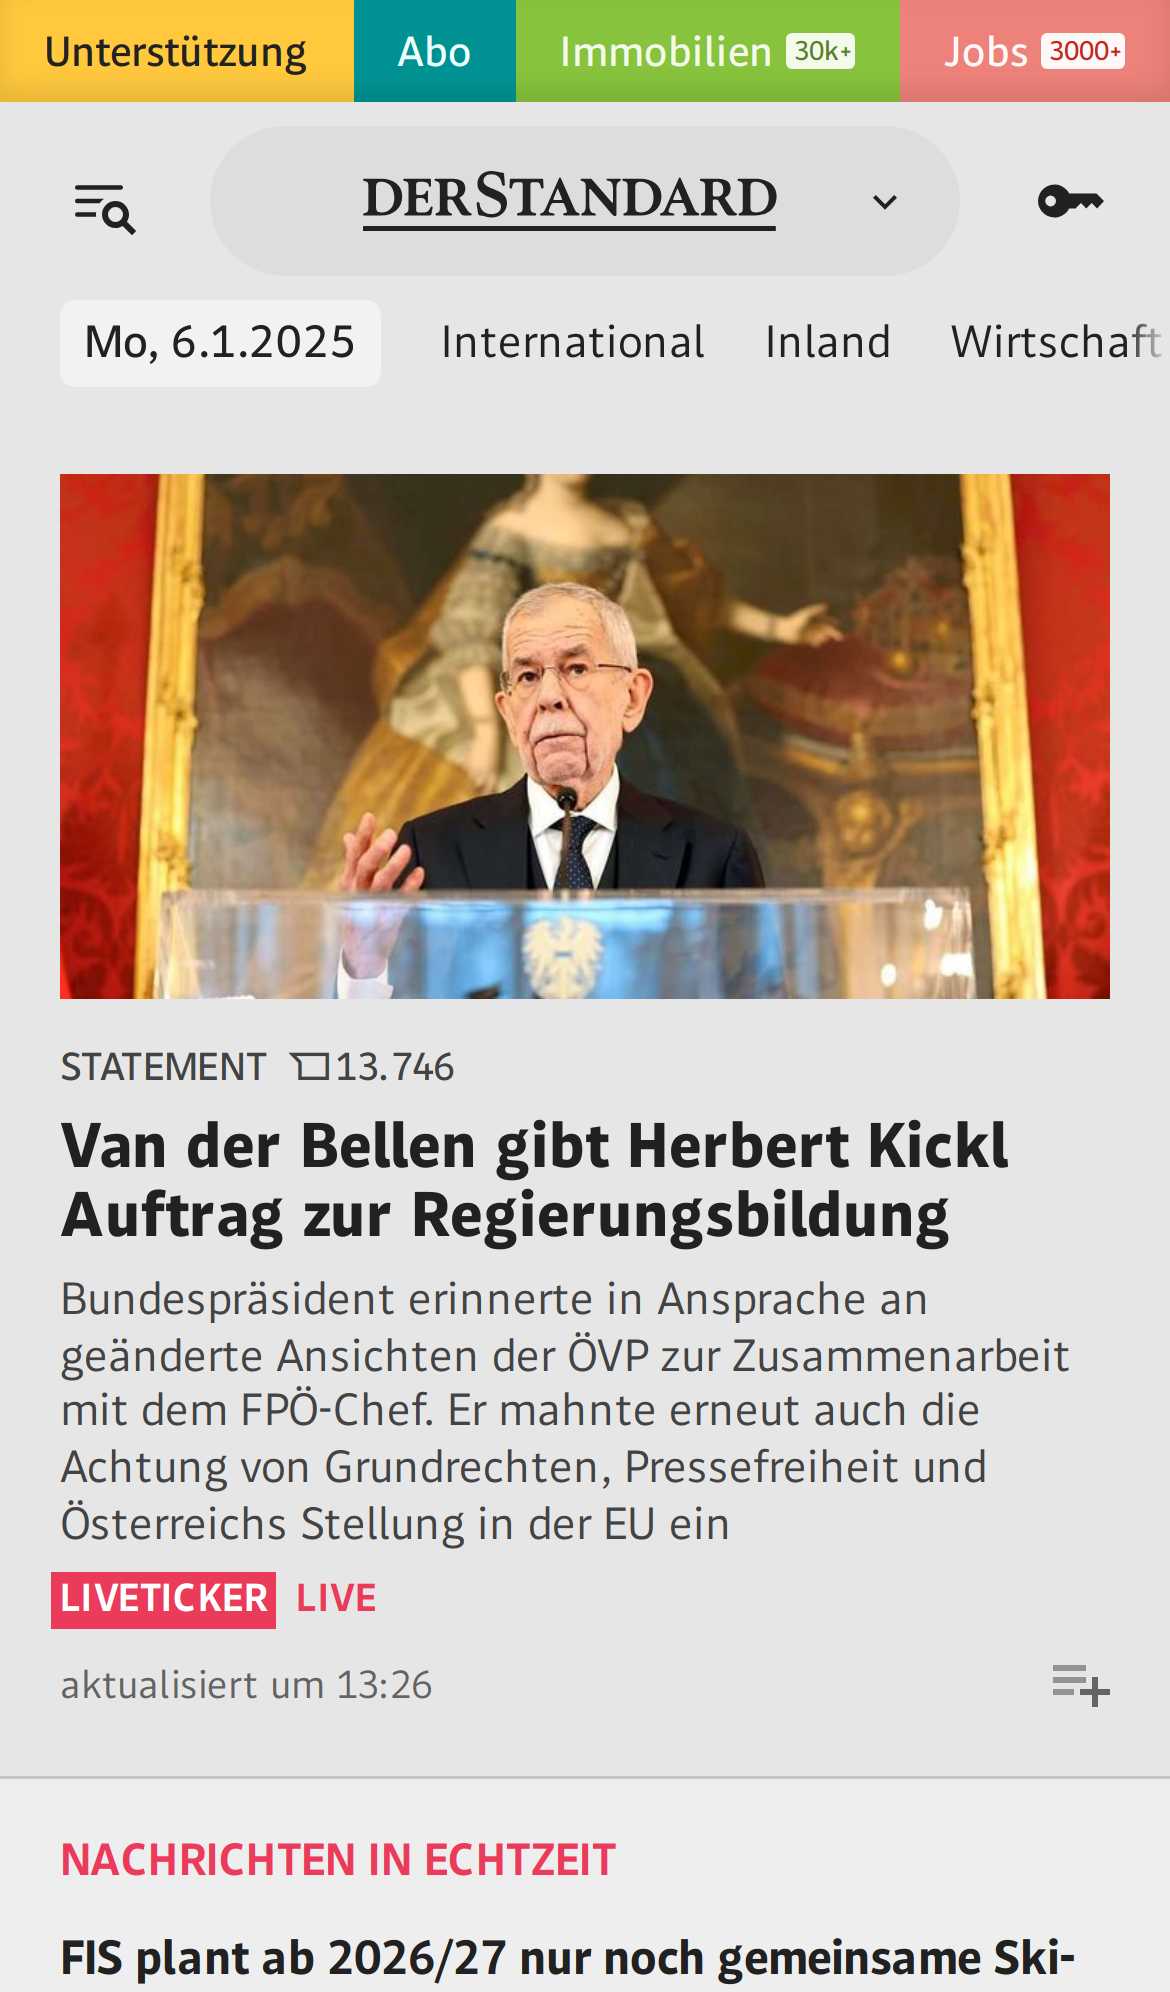 Unterstützung Abo Immobilien 30k+ Jobs 3000+
DERSTANDARD
Mo, 6.1.2025 International Inland Wirtschaft
STATEMENT 13.746
Van der Bellen gibt Herbert Kickl
Auftrag zur Regierungsbildung
Bundespräsident erinnerte in Ansprache an
geänderte Ansichten der ÖVP zur Zusammenarbeit
mit dem FPÖ-Chef. Er mahnte erneut auch die
Achtung von Grundrechten, Pressefreiheit und
Österreichs Stellung in der EU ein
LIVETICKER LIVE
aktualisiert um 13:26
NACHRICHTEN IN ECHTZEIT
FIS plant ab 2026/27 nur noch gemeinsame Ski-